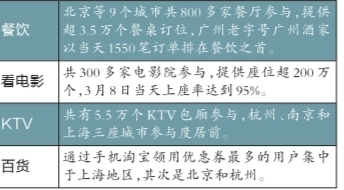 餐饮
北京等9个城市共800多家餐厅参与，提供
超3.5万个餐桌订位，广州老字号广州酒家
以当天1550笔订单排在餐饮之首。
看电影
共300多家电影院参与，提供座位超200万
个，3月8日当天上座率达到95%。
KTV
共有5.5万个KTV包厢参与，杭州、南京和
上海三座城市参与度居前。
百货
通过手机淘宝领用优惠券最多的用户集中
于上海地区，其次是北京和杭州。